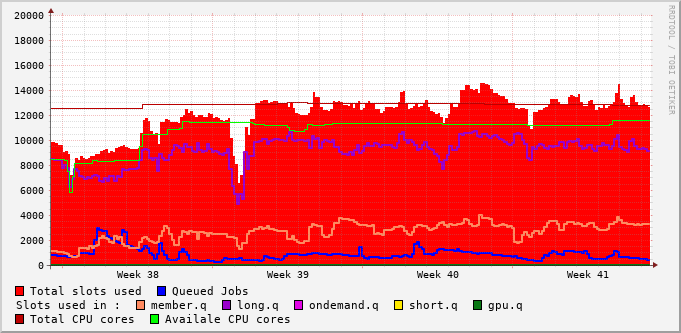 20000
18000
16000
14000
12000
10000
8000
6000
4000
2000
0
Week 38 Week 39 Week 40 Week 41
Total slots used Queued Jobs
Slots used in : member.q long.q ondemand.q short.q gpu.q
Total CPU cores Availale CPU cores
RRDTOOL / TOBI OETIKER